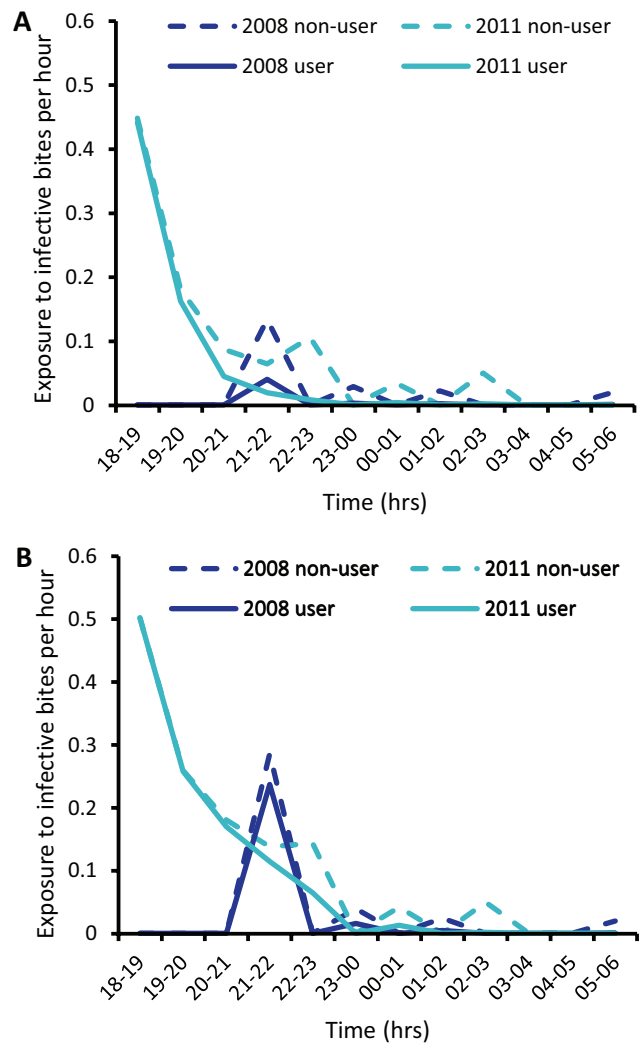 A
0.6
0.5
0.4
0.3
0.2
0.1
0
Exposure to infective bites per hour
2008 non-user
2011 non-user
2008 user
2011 user
18-19
19-20
20-21
21-22
22-23
23-00
00-01
01-02
02-03
03-04
04-05
05-06
Time (hrs)
B
0.6
0.5
0.4
0.3
0.2
0.1
0
Exposure to infective bites per hour
2008 non-user
2011 non-user
2008 user
2011 user
18-19
19-20
20-21
21-22
22-23
23-00
00-01
01-02
02-03
03-04
04-05
05-06
Time (hrs)